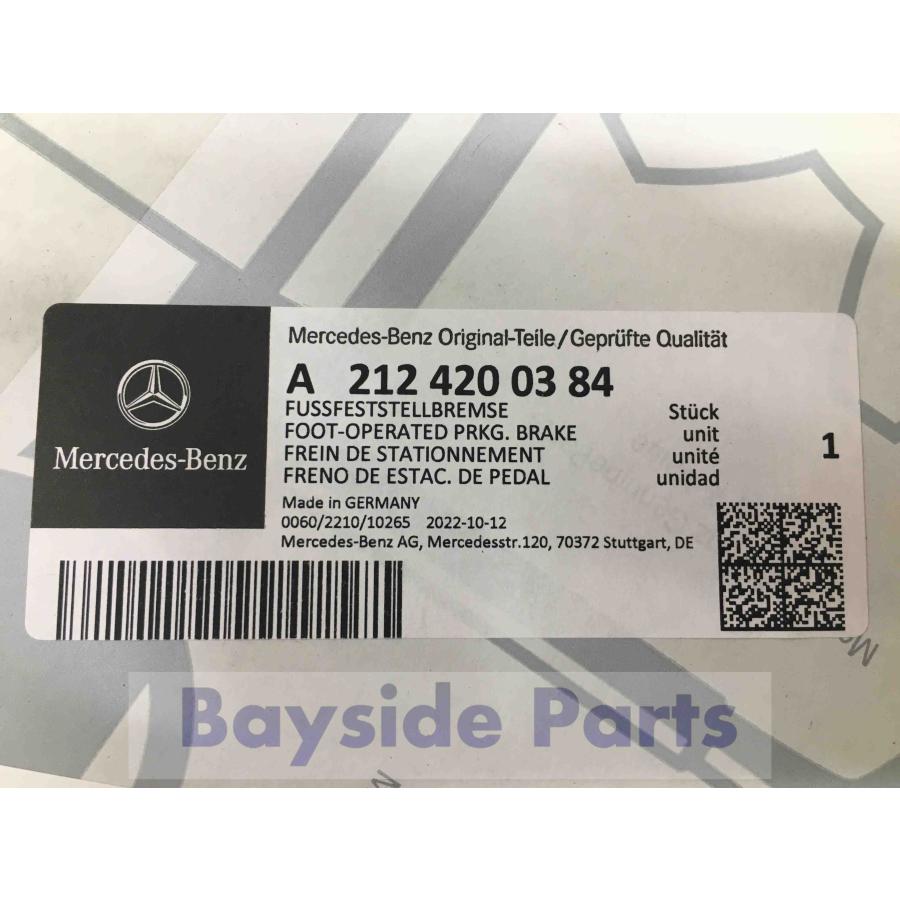 Mercedes-Benz
Mercedes-Benz Original-Teile/Geprüfte Qualität
A 212 420 03 84
FUSSFESTSTELLBREMSE Stück
FOOT-OPERATED PRKG. BRAKE unit
FREIN DE STATIONNEMENT unité
FRENO DE ESTAC. DE PEDAL unidad
1
Made in GERMANY
0060/2210/10265 2022-10-12
Mercedes-Benz AG, Mercedesstr.120, 70372 Stuttgart, DE
Bayside Parts